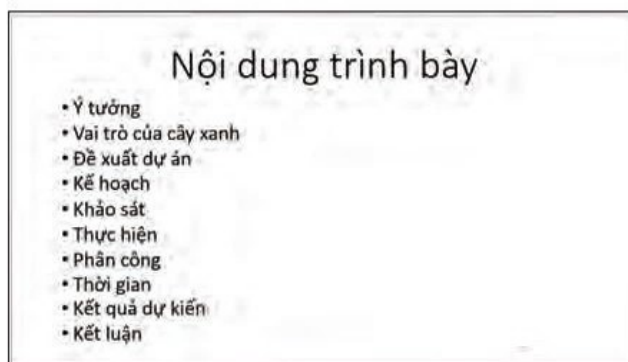 Nội dung trình bày
• Ý tưởng
• Vai trò của cây xanh
• Đề xuất dự án
• Kế hoạch
• Khảo sát
• Thực hiện
• Phân công
• Thời gian
• Kết quả dự kiến
• Kết luận